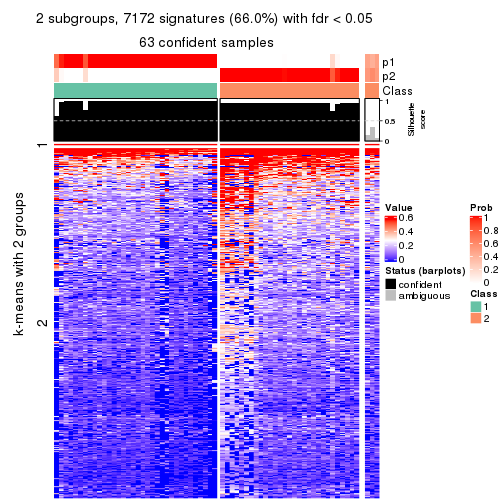 2 subgroups, 7172 signatures (66.0%) with fdr < 0.05
63 confident samples
p1
p2
Class
1
0.5
0
Silhouette
score
k-means with 2 groups
1
2
Value
0.6
0.4
0.2
0
Status (barplots)
confident
ambiguous
Prob
1
0.8
0.6
0.4
0.2
0
Class
1
2